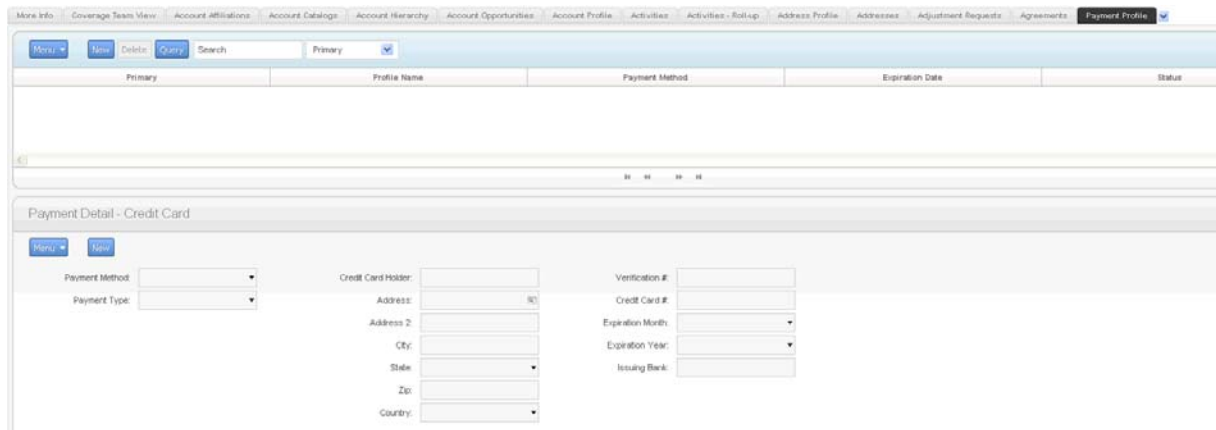 More Info Coverage Team View Account Affiliations Account Catalogs Account Hierarchy Account Opportunities Account Profile Activities Activities - Roll-up Address Profile Addresses Adjustment Requests Agreements Payment Profile
Menu New Delete Query Search Primary
Primary Profile Name Payment Method Expiration Date Status
Payment Detail - Credit Card
Menu New
Payment Method: Credit Card Holder: Verification #:
Payment Type: Address: Credit Card #:
Address 2: Expiration Month:
City: Expiration Year:
State: Issuing Bank:
Zip:
Country: